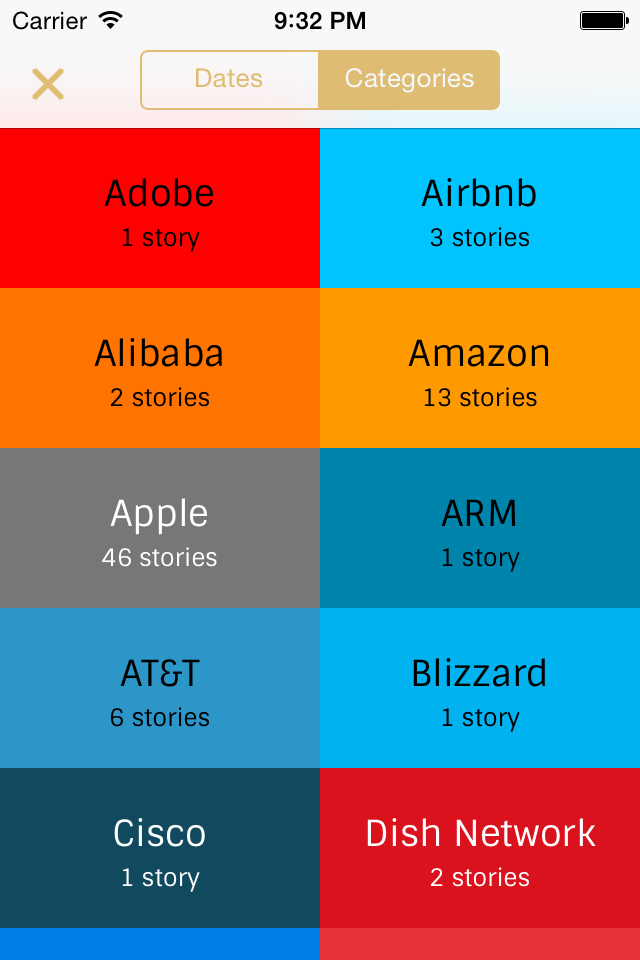 Carrier 9:32 PM
Dates Categories
Adobe
1 story
Airbnb
3 stories
Alibaba
2 stories
Amazon
13 stories
Apple
46 stories
ARM
1 story
AT&T
6 stories
Blizzard
1 story
Cisco
1 story
Dish Network
2 stories